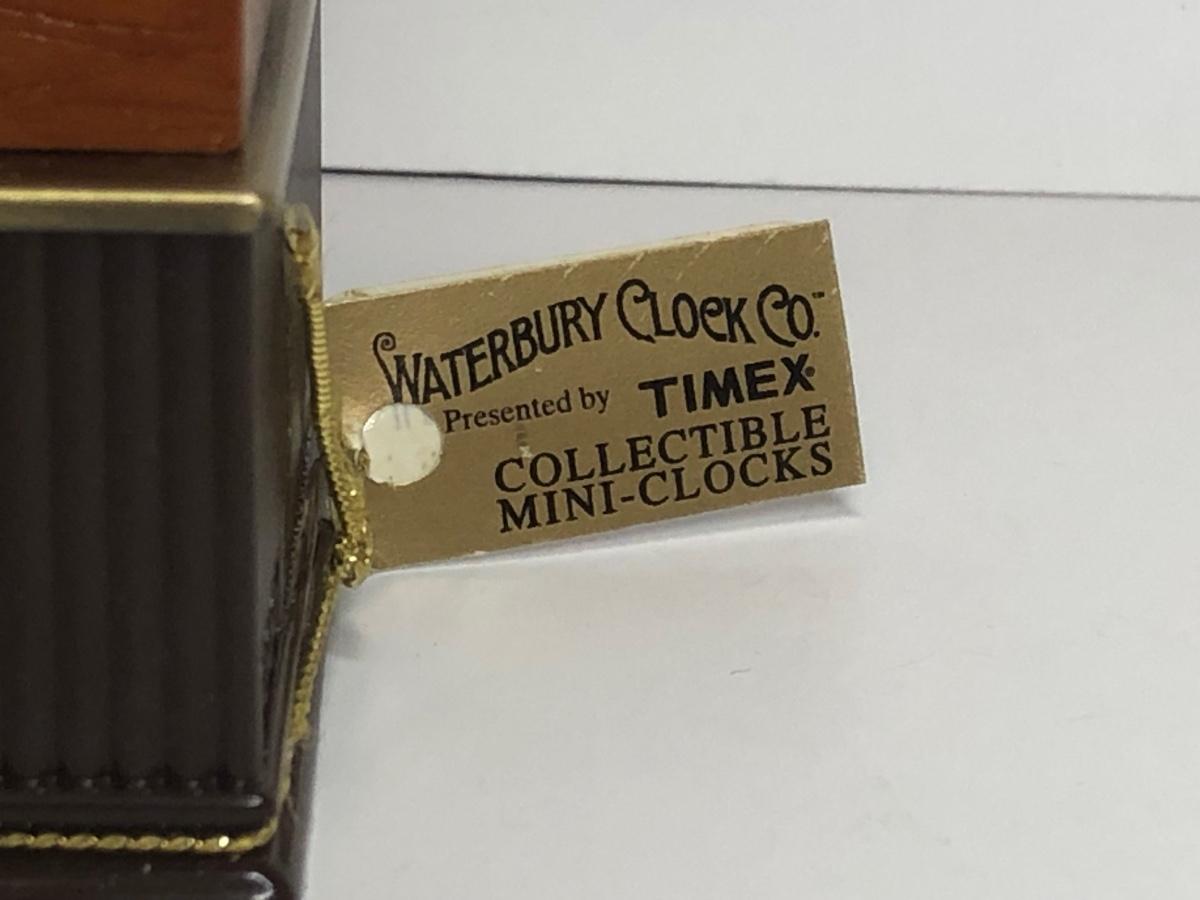 WATERBURY CLOCK CO.™
Presented by TIMEX®
COLLECTIBLE
MINI-CLOCKS